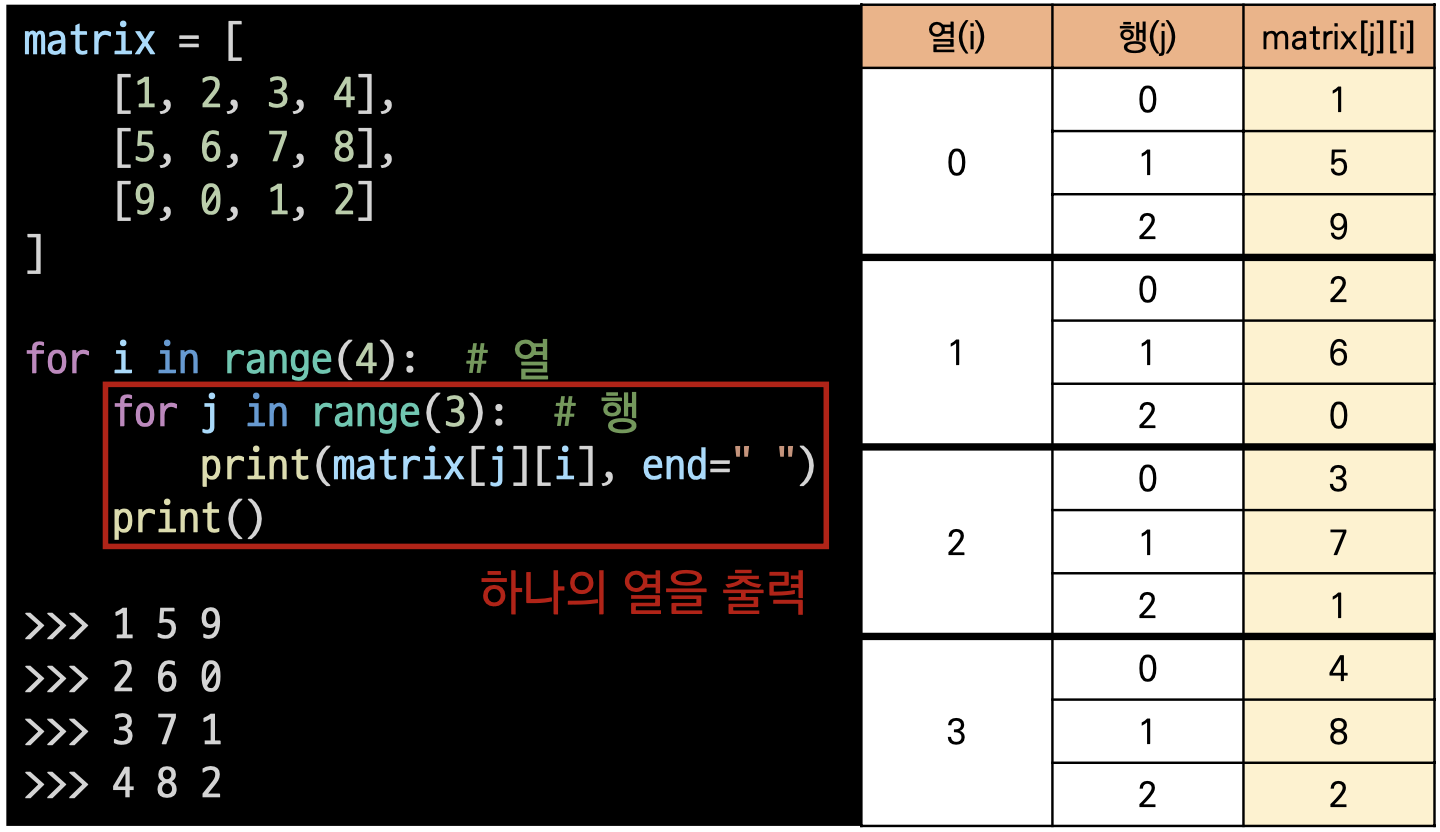 matrix = [
    [1, 2, 3, 4],
    [5, 6, 7, 8],
    [9, 0, 1, 2]
]
for i in range(4):  # 열
    for j in range(3):  # 행
        print(matrix[j][i], end=" ")
    print()
하나의 열을 출력
>>> 1 5 9
>>> 2 6 0
>>> 3 7 1
>>> 4 8 2
열(i) 행(j) matrix[j][i]
0 0 1
1 5
2 9
1 0 2
1 6
2 0
2 0 3
1 7
2 1
3 0 4
1 8
2 2